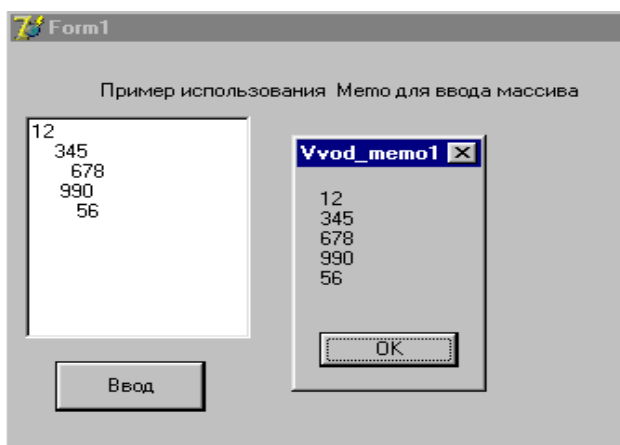 Form1
Пример использования Memo для ввода массива
12
345
678
990
56
Vvod_memo1
12
345
678
990
56
OK
Ввод